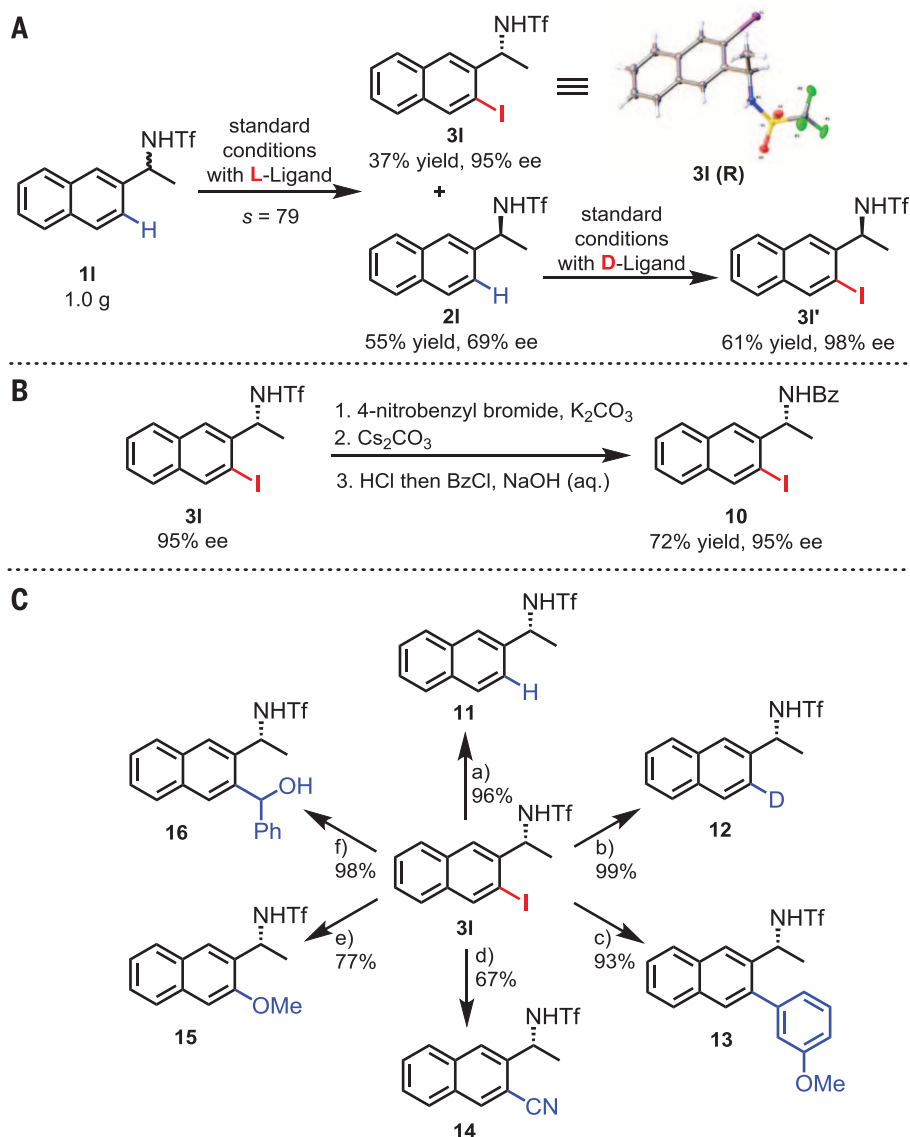 A
NHTf
3l
37% yield, 95% ee
I
3l (R)
NHTf
H
1l
1.0 g
standard
conditions
with L-Ligand
s = 79
+
NHTf
H
2l
55% yield, 69% ee
standard
conditions
with D-Ligand
NHTf
I
3l'
61% yield, 98% ee
B
NHTf
I
3l
95% ee
1. 4-nitrobenzyl bromide, K₂CO₃
2. Cs₂CO₃
3. HCl then BzCl, NaOH (aq.)
NHBz
I
10
72% yield, 95% ee
C
NHTf
H
11
a)
96%
NHTf
OH
Ph
16
f)
98%
NHTf
I
3l
b)
99%
NHTf
D
12
e)
77%
NHTf
OMe
15
d)
67%
NHTf
CN
14
c)
93%
NHTf
OMe
13